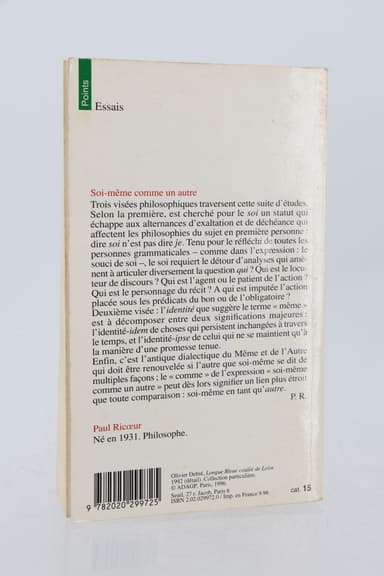 Points
Essais
Soi-même comme un autre
Trois visées philosophiques traversent cette suite d'études.
Selon la première, est cherché pour le soi un statut qui
échappe aux alternances d'exaltation et de déchéance qui
affectent les philosophies du sujet en première personne :
dire soi n'est pas dire je. Tenu pour le réfléchi de toutes les
personnes grammaticales – comme dans l'expression : le
souci de soi –, le soi requiert le détour d'analyses qui amè-
nent à articuler diversement la question qui ? Qui est le locu-
teur de discours ? Qui est l'agent ou le patient de l'action ?
Qui est le personnage du récit ? A qui est imputée l'action
placée sous les prédicats du bon ou de l'obligatoire ?
Deuxième visée : l'identité que suggère le terme « même »
est à décomposer entre deux significations majeures :
l'identité-idem de choses qui persistent inchangées à travers
le temps, et l'identité-ipse de celui qui ne se maintient qu'à
la manière d'une promesse tenue.
Enfin, c'est l'antique dialectique du Même et de l'Autre
qui doit être renouvelée si l'autre que soi-même se dit de
multiples façons ; le « comme » de l'expression « soi-même
comme un autre » peut dès lors signifier un lien plus étroit
que toute comparaison : soi-même en tant qu'autre.
P. R.
Paul Ricœur
Né en 1931. Philosophe.
Olivier Debré, Longue Bleue coulée de Loire,
1992 (détail). Collection particulière.
© ADAGP, Paris, 1996.
Seuil, 27 r. Jacob, Paris 6
ISBN 2.02.029972.0 / Imp. en France 9.96
cat. 15
9 782020 299725